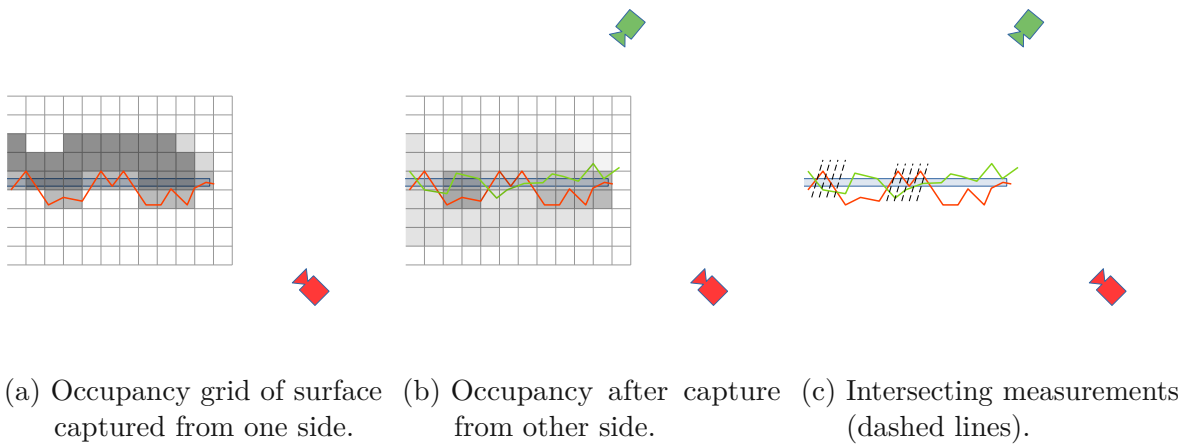 (a) Occupancy grid of surface captured from one side.
(b) Occupancy after capture from other side.
(c) Intersecting measurements (dashed lines).